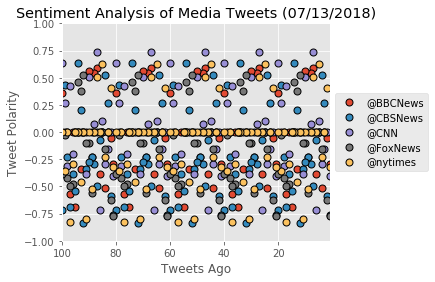 Sentiment Analysis of Media Tweets (07/13/2018)
1.00
0.75
0.50
0.25
0.00
−0.25
−0.50
−0.75
−1.00
Tweet Polarity
100 80 60 40 20
Tweets Ago
@BBCNews
@CBSNews
@CNN
@FoxNews
@nytimes